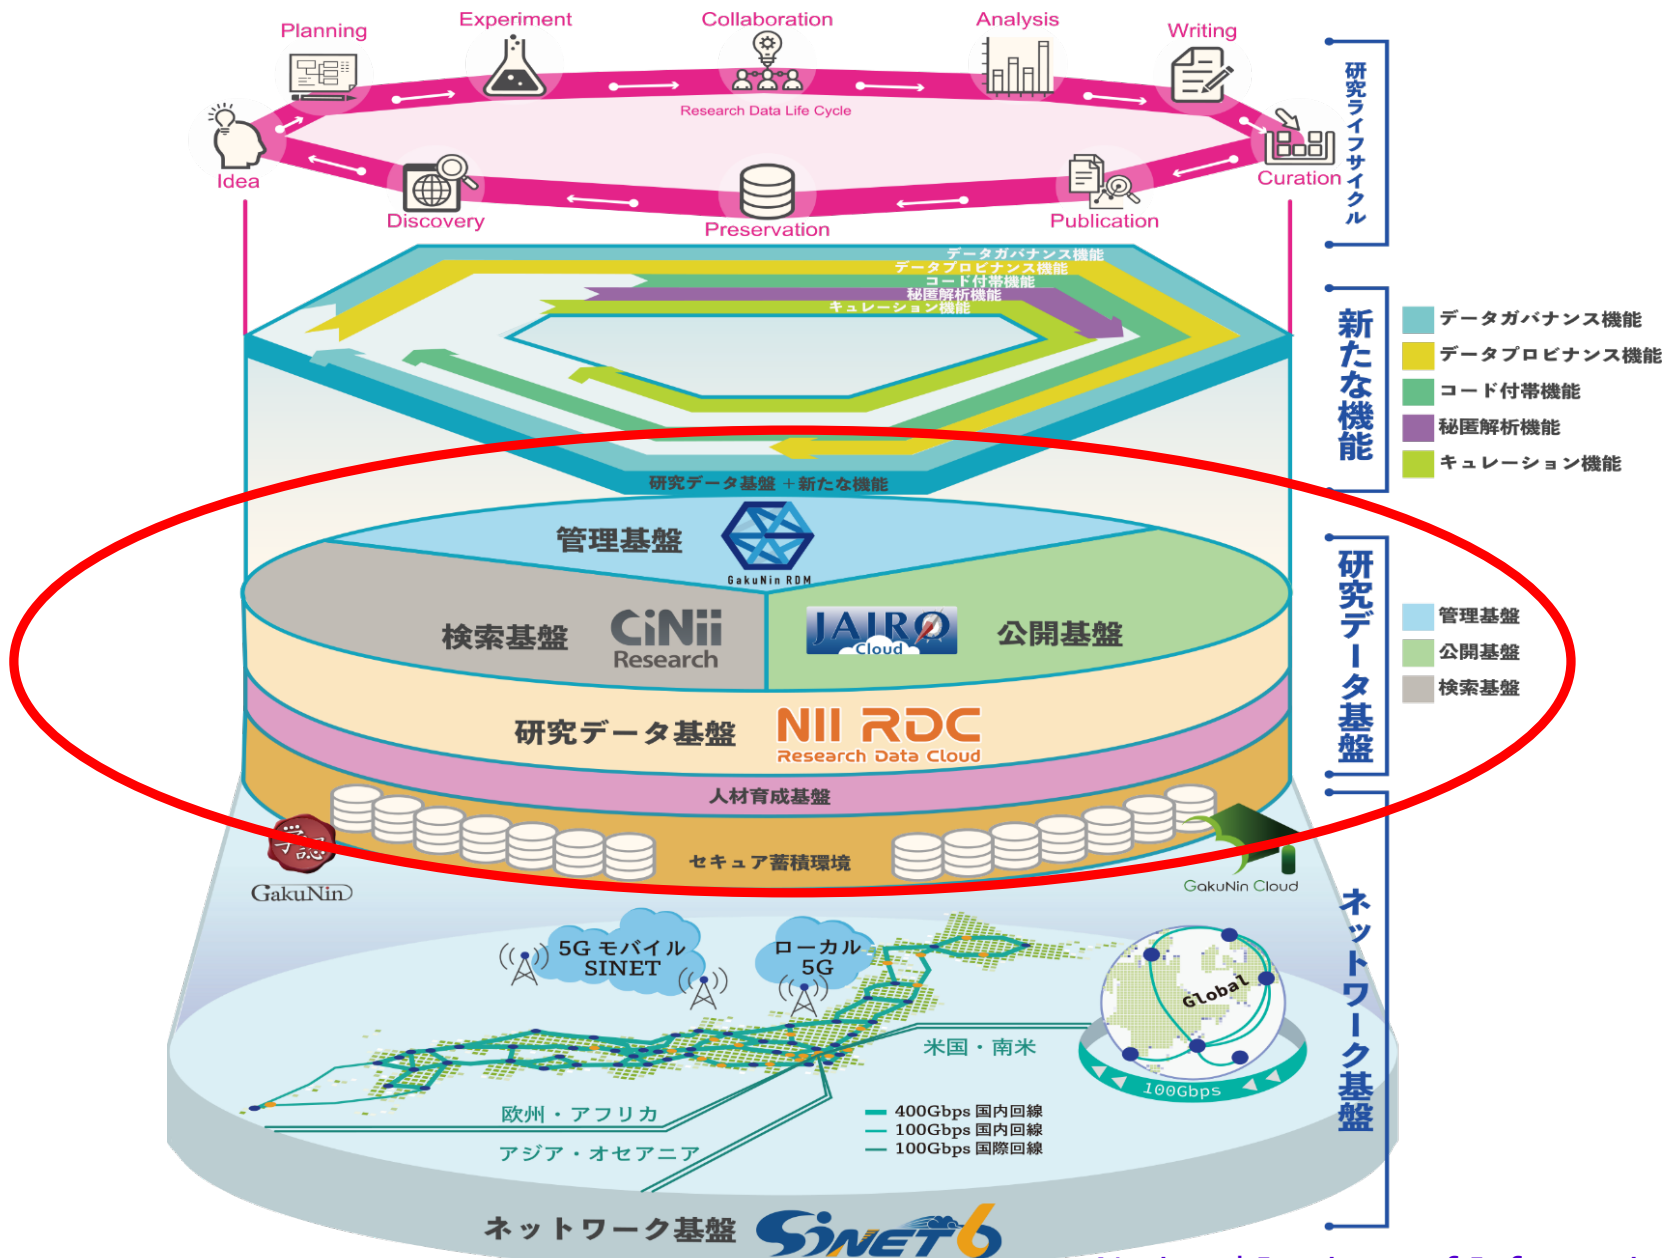 Planning
Experiment
Collaboration
Analysis
Writing
Research Data Life Cycle
Idea
Curation
Discovery
Preservation
Publication
研究ライフサイクル
データガバナンス機能
データプロビナンス機能
コード付帯機能
秘匿解析機能
キュレーション機能
新たな機能
データガバナンス機能
データプロビナンス機能
コード付帯機能
秘匿解析機能
キュレーション機能
研究データ基盤＋新たな機能
管理基盤
GakuNin RDM
検索基盤
CiNii
Research
JAIRO
Cloud
公開基盤
研究データ基盤
管理基盤
公開基盤
検索基盤
研究データ基盤
NII RDC
Research Data Cloud
人材育成基盤
セキュア蓄積環境
学認
GakuNin
GakuNin Cloud
ネットワーク基盤
5G モバイル
SINET
ローカル
5G
Global
100Gbps
米国・南米
欧州・アフリカ
アジア・オセアニア
400Gbps 国内回線
100Gbps 国内回線
100Gbps 国際回線
ネットワーク基盤
SINET6